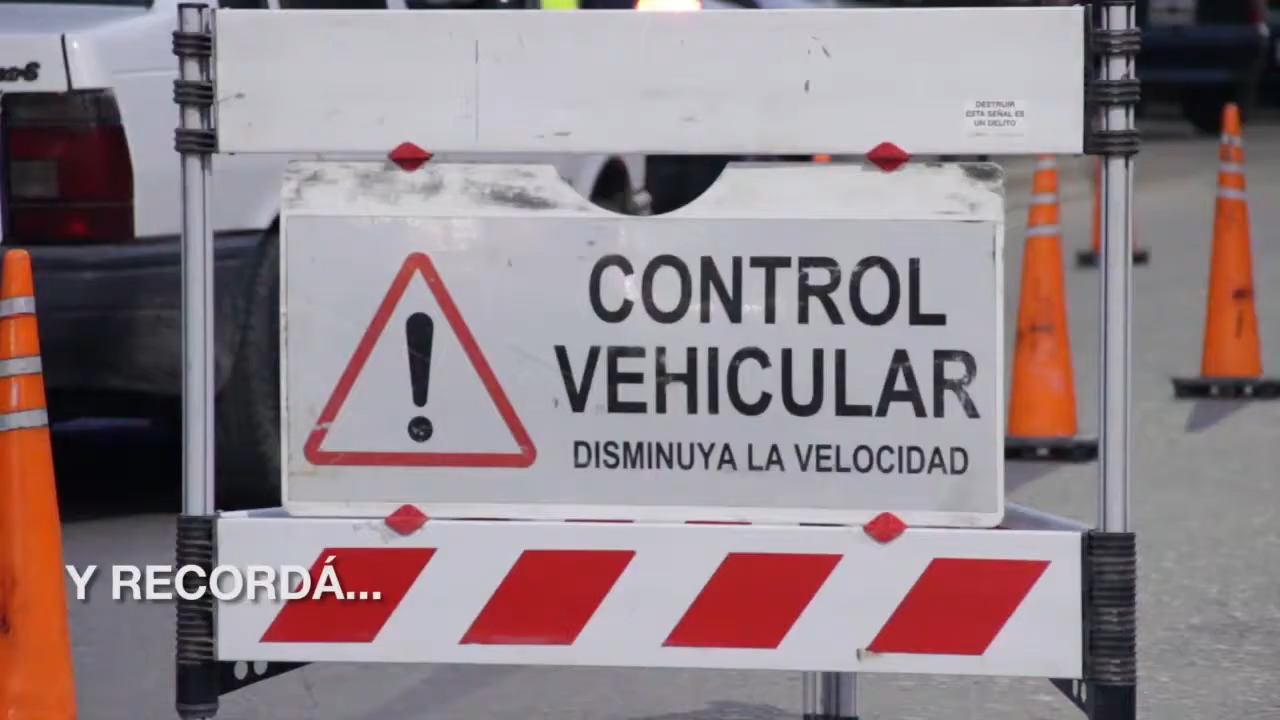 DESTRUIR
ESTA SEÑAL ES
UN DELITO
CONTROL
VEHICULAR
DISMINUYA LA VELOCIDAD
Y RECORDÁ...